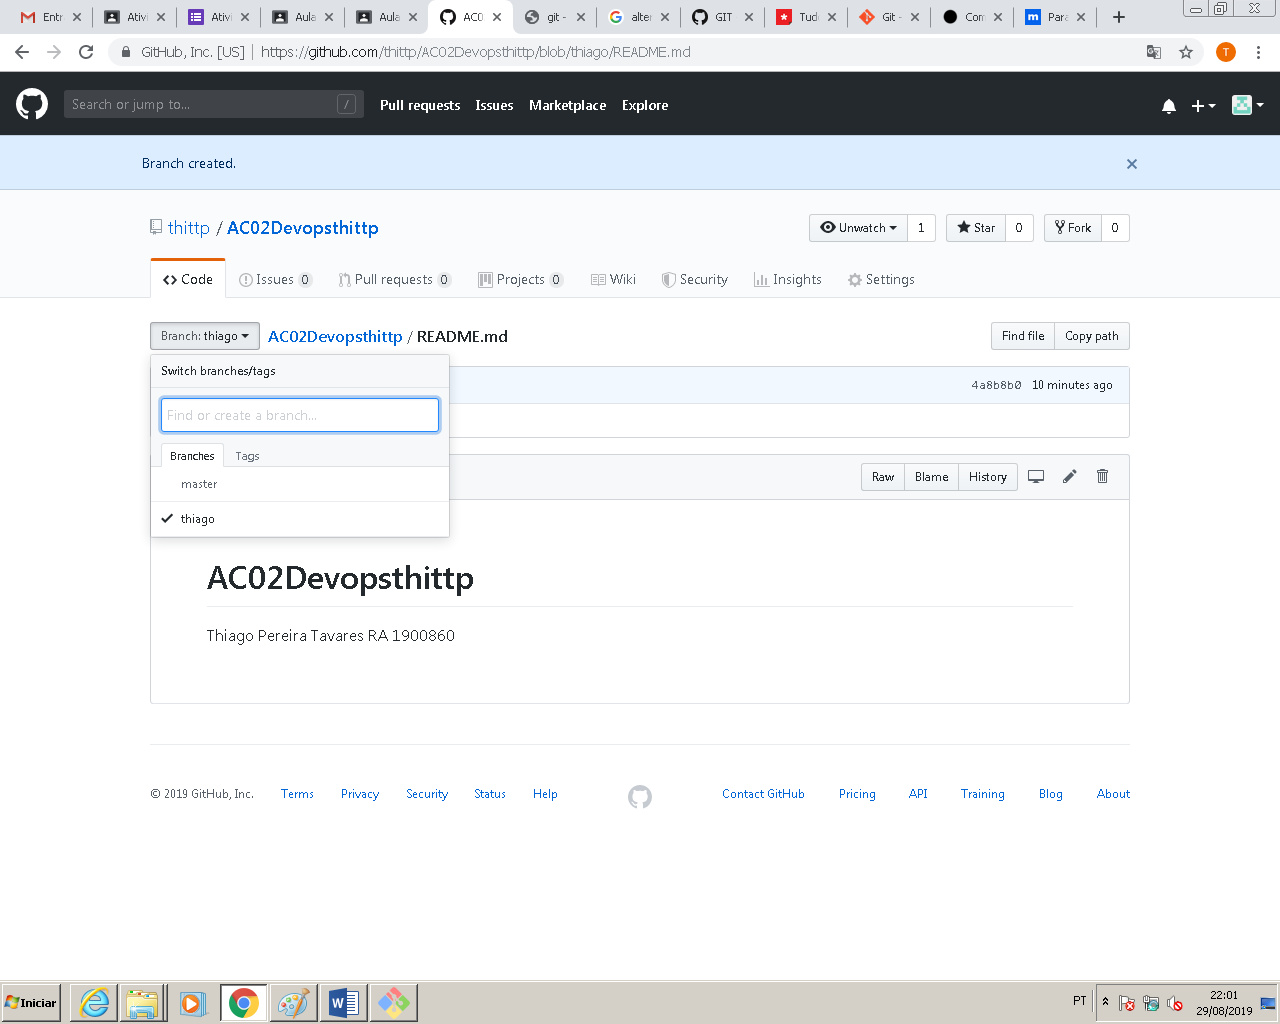 Entr
Ativi
Ativi
Aula
Aula
AC0
git -
alter
GIT
Tud
Git -
Com
Para
GitHub, Inc. [US] | https://github.com/thittp/AC02Devopsthittp/blob/thiago/README.md
T
Search or jump to...
/
Pull requests Issues Marketplace Explore
Branch created.
thittp / AC02Devopsthittp
Unwatch 1 Star 0 Fork 0
Code Issues 0 Pull requests 0 Projects 0 Wiki Security Insights Settings
Branch: thiago AC02Devopsthittp / README.md
Find file Copy path
Switch branches/tags
4a8b8b0 10 minutes ago
Find or create a branch...
Branches Tags
master
thiago
Raw Blame History
AC02Devopsthittp
Thiago Pereira Tavares RA 1900860
© 2019 GitHub, Inc. Terms Privacy Security Status Help Contact GitHub Pricing API Training Blog About
Iniciar
PT
22:01
29/08/2019